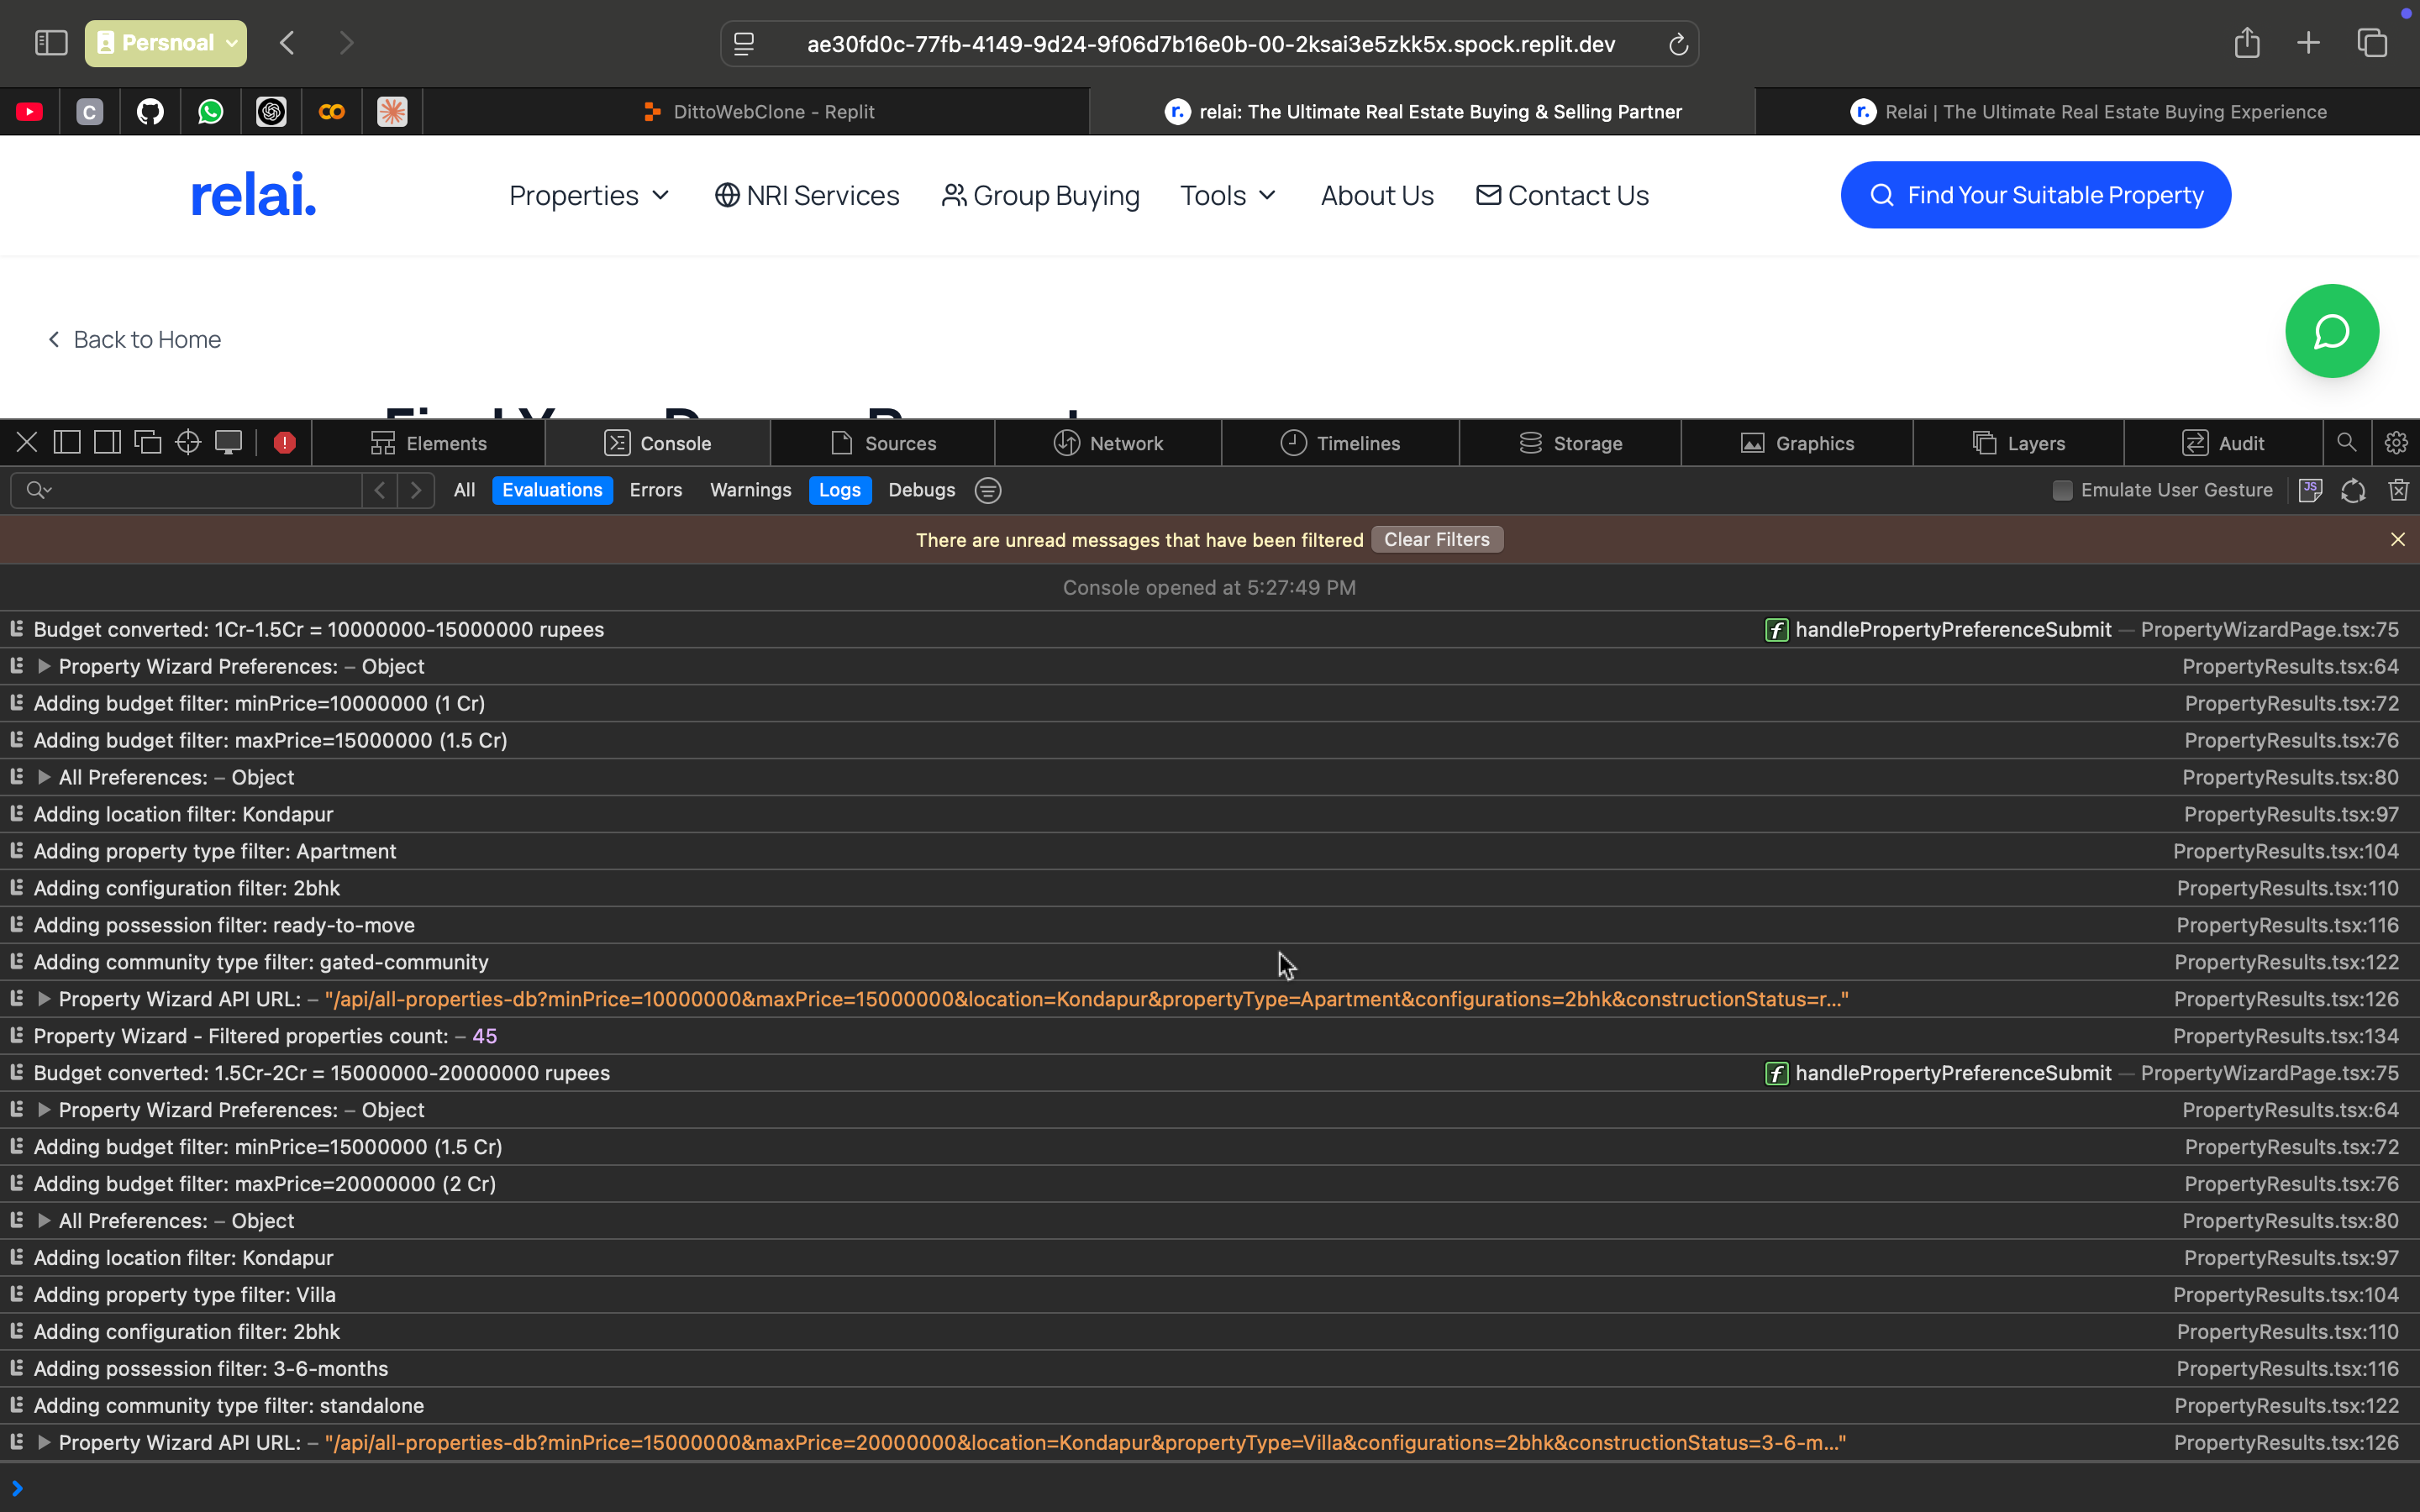 Persnoal
ae30fd0c-77fb-4149-9d24-9f06d7b16e0b-00-2ksai3e5zkk5x.spock.replit.dev
C
DittoWebClone - Replit
r. relai: The Ultimate Real Estate Buying & Selling Partner
r. Relai | The Ultimate Real Estate Buying Experience
relai.
Properties
NRI Services
Group Buying
Tools
About Us
Contact Us
Find Your Suitable Property
Back to Home
Elements
Console
Sources
Network
Timelines
Storage
Graphics
Layers
Audit
All
Evaluations
Errors
Warnings
Logs
Debugs
Emulate User Gesture
JS
There are unread messages that have been filtered
Clear Filters
Console opened at 5:27:49 PM
Budget converted: 1Cr-1.5Cr = 10000000-15000000 rupees f handlePropertyPreferenceSubmit — PropertyWizardPage.tsx:75
Property Wizard Preferences: – Object PropertyResults.tsx:64
Adding budget filter: minPrice=10000000 (1 Cr) PropertyResults.tsx:72
Adding budget filter: maxPrice=15000000 (1.5 Cr) PropertyResults.tsx:76
All Preferences: – Object PropertyResults.tsx:80
Adding location filter: Kondapur PropertyResults.tsx:97
Adding property type filter: Apartment PropertyResults.tsx:104
Adding configuration filter: 2bhk PropertyResults.tsx:110
Adding possession filter: ready-to-move PropertyResults.tsx:116
Adding community type filter: gated-community PropertyResults.tsx:122
Property Wizard API URL: – "/api/all-properties-db?minPrice=10000000&maxPrice=15000000&location=Kondapur&propertyType=Apartment&configurations=2bhk&constructionStatus=r…" PropertyResults.tsx:126
Property Wizard - Filtered properties count: – 45 PropertyResults.tsx:134
Budget converted: 1.5Cr-2Cr = 15000000-20000000 rupees f handlePropertyPreferenceSubmit — PropertyWizardPage.tsx:75
Property Wizard Preferences: – Object PropertyResults.tsx:64
Adding budget filter: minPrice=15000000 (1.5 Cr) PropertyResults.tsx:72
Adding budget filter: maxPrice=20000000 (2 Cr) PropertyResults.tsx:76
All Preferences: – Object PropertyResults.tsx:80
Adding location filter: Kondapur PropertyResults.tsx:97
Adding property type filter: Villa PropertyResults.tsx:104
Adding configuration filter: 2bhk PropertyResults.tsx:110
Adding possession filter: 3-6-months PropertyResults.tsx:116
Adding community type filter: standalone PropertyResults.tsx:122
Property Wizard API URL: – "/api/all-properties-db?minPrice=15000000&maxPrice=20000000&location=Kondapur&propertyType=Villa&configurations=2bhk&constructionStatus=3-6-m…" PropertyResults.tsx:126